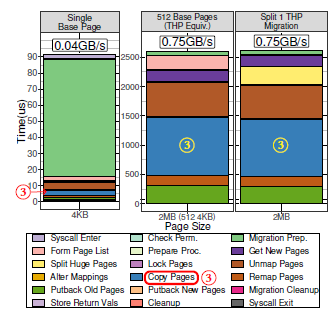 Single
Base Page
512 Base Pages
(THP Equiv.)
Split 1 THP
Migration
0.04GB/s
0.75GB/s
0.75GB/s
Time(us)
90
80
70
60
50
40
30
20
10
0
2500
2000
1500
1000
500
0
③
③
③
4KB
2MB (512 4KB)
2MB
Page Size
Syscall Enter
Check Perm.
Migration Prep.
Form Page List
Prepare Proc.
Get New Pages
Split Huge Pages
Lock Pages
Unmap Pages
Alter Mappings
Copy Pages
③
Remap Pages
Putback Old Pages
Putback New Pages
Migration Cleanup
Store Return Vals
Cleanup
Syscall Exit